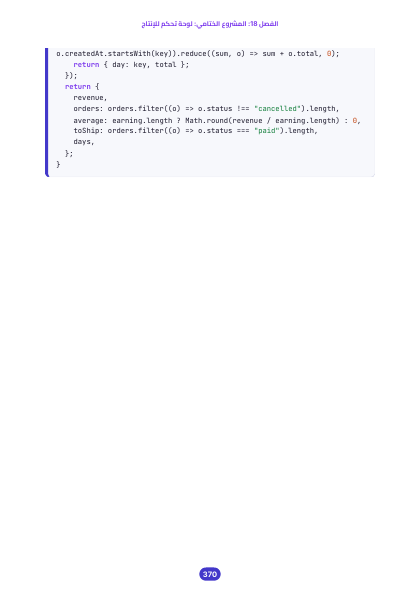 الفصل 18: المشروع الختامي: لوحة تحكم للإنتاج
o.createdAt.startsWith(key)).reduce((sum, o) => sum + o.total, 0);
    return { day: key, total };
  });
  return {
    revenue,
    orders: orders.filter((o) => o.status !== "cancelled").length,
    average: earning.length ? Math.round(revenue / earning.length) : 0,
    toShip: orders.filter((o) => o.status === "paid").length,
    days,
  };
}
370